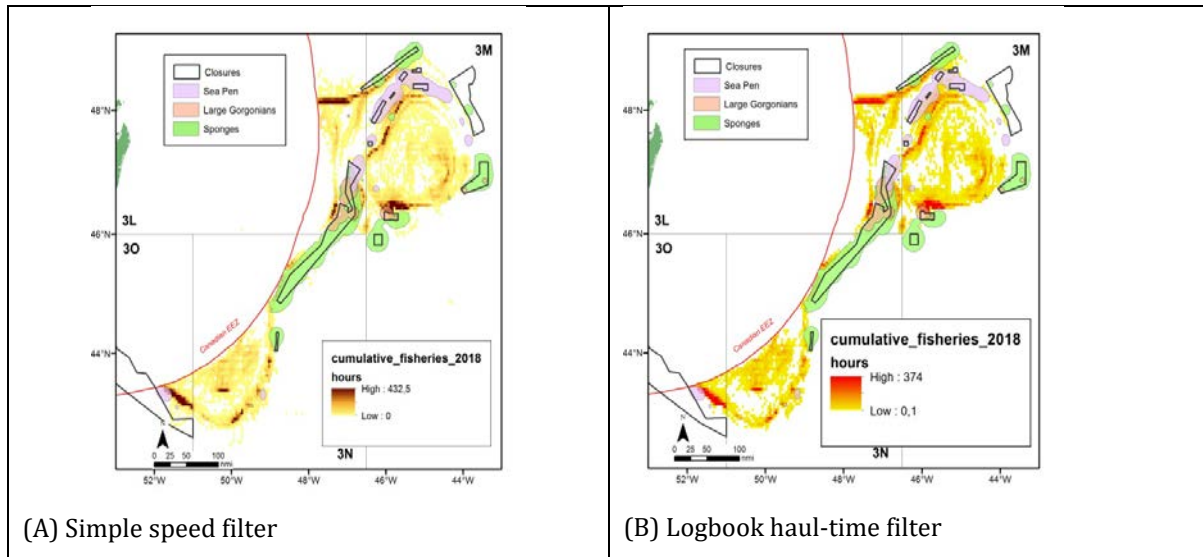 3M
Closures
Sea Pen
Large Gorgonians
Sponges
48°N
3L
46°N
3O
Canadian EEZ
44°N
cumulative_fisheries_2018
hours
High : 432,5
Low : 0
N
0 25 50 100
nmi
3N
52°W 50°W 48°W 46°W 44°W
(A) Simple speed filter
3M
Closures
Sea Pen
Large Gorgonians
Sponges
48°N
3L
46°N
3O
Canadian EEZ
44°N
cumulative_fisheries_2018
hours
High : 374
Low : 0,1
N
0 25 50 100
nmi
3N
52°W 50°W 48°W 46°W 44°W
(B) Logbook haul-time filter